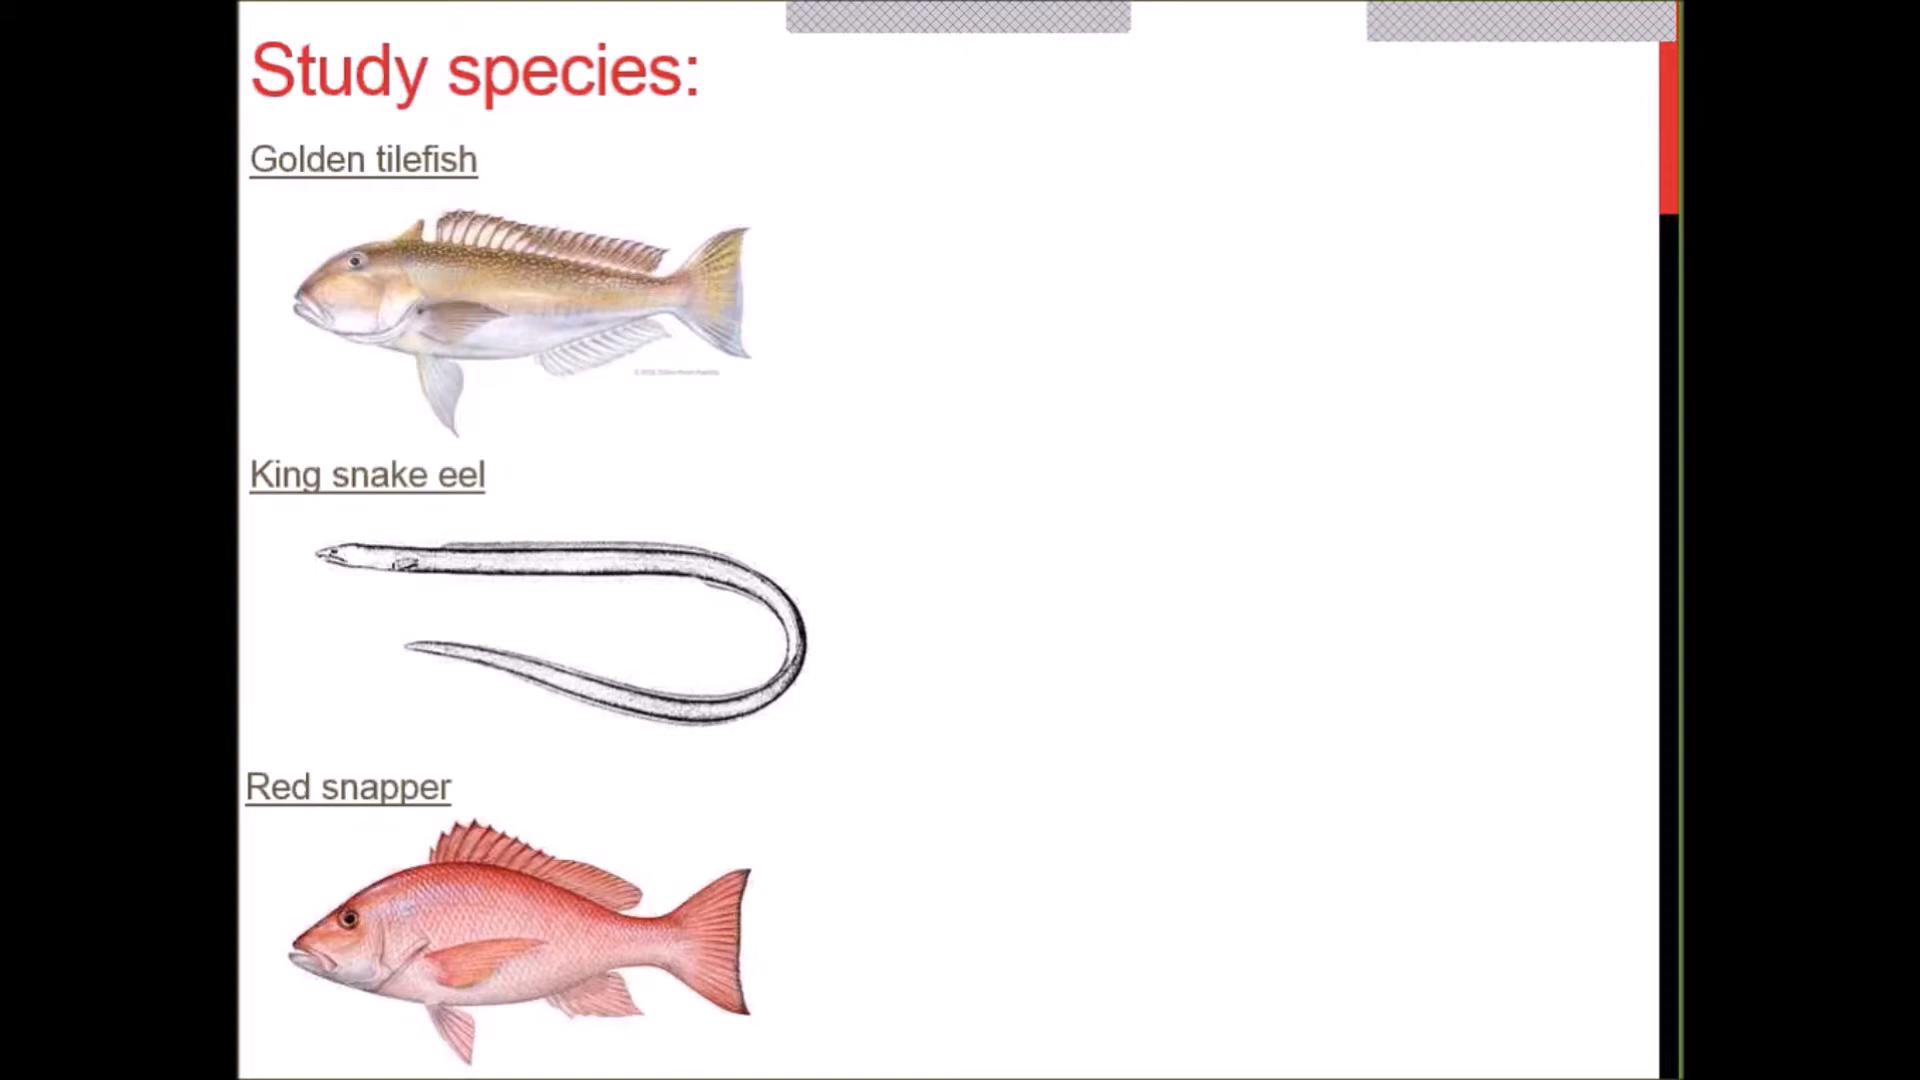 Study species:
Golden tilefish
King snake eel
Red snapper